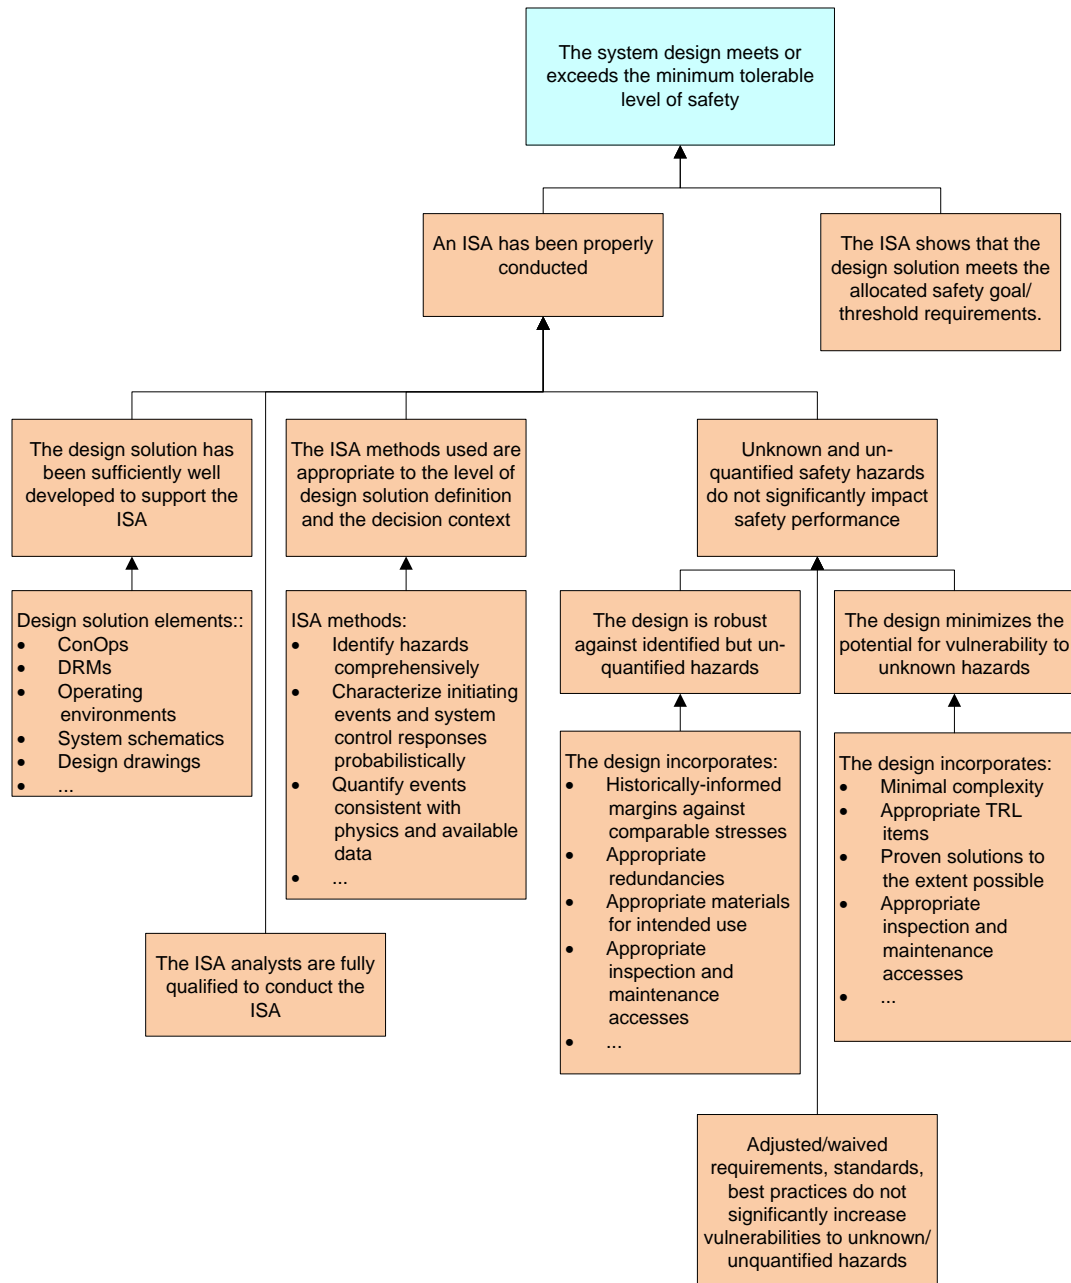 The system design meets or
exceeds the minimum tolerable
level of safety
An ISA has been properly
conducted
The ISA shows that the
design solution meets the
allocated safety goal/
threshold requirements.
The design solution has
been sufficiently well
developed to support the
ISA
The ISA methods used are
appropriate to the level of
design solution definition
and the decision context
Unknown and un-
quantified safety hazards
do not significantly impact
safety performance
Design solution elements::
• ConOps
• DRMs
• Operating
environments
• System schematics
• Design drawings
• ...
ISA methods:
• Identify hazards
comprehensively
• Characterize initiating
events and system
control responses
probabilistically
• Quantify events
consistent with
physics and available
data
• ...
The design is robust
against identified but un-
quantified hazards
The design minimizes the
potential for vulnerability to
unknown hazards
The design incorporates:
• Historically-informed
margins against
comparable stresses
• Appropriate
redundancies
• Appropriate materials
for intended use
• Appropriate
inspection and
maintenance
accesses
• ...
The design incorporates:
• Minimal complexity
• Appropriate TRL
items
• Proven solutions to
the extent possible
• Appropriate
inspection and
maintenance
accesses
• ...
The ISA analysts are fully
qualified to conduct the
ISA
Adjusted/waived
requirements, standards,
best practices do not
significantly increase
vulnerabilities to unknown/
unquantified hazards